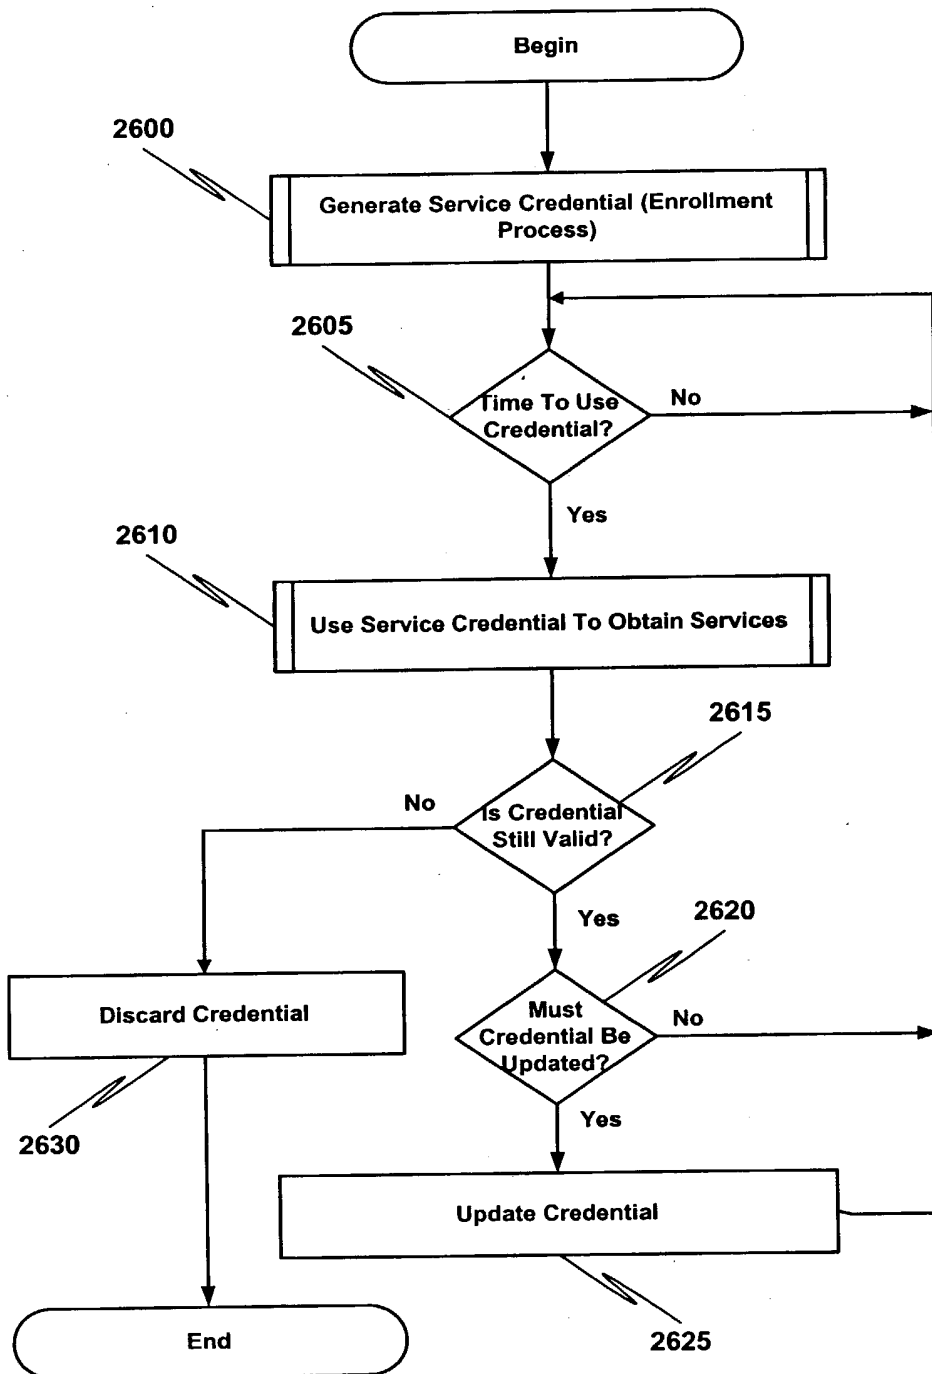 Begin
2600
Generate Service Credential (Enrollment
Process)
2605
Time To Use
Credential?
No
Yes
2610
Use Service Credential To Obtain Services
2615
No
Is Credential
Still Valid?
Yes
2620
Must
Credential Be
Updated?
No
Discard Credential
2630
Yes
Update Credential
2625
End